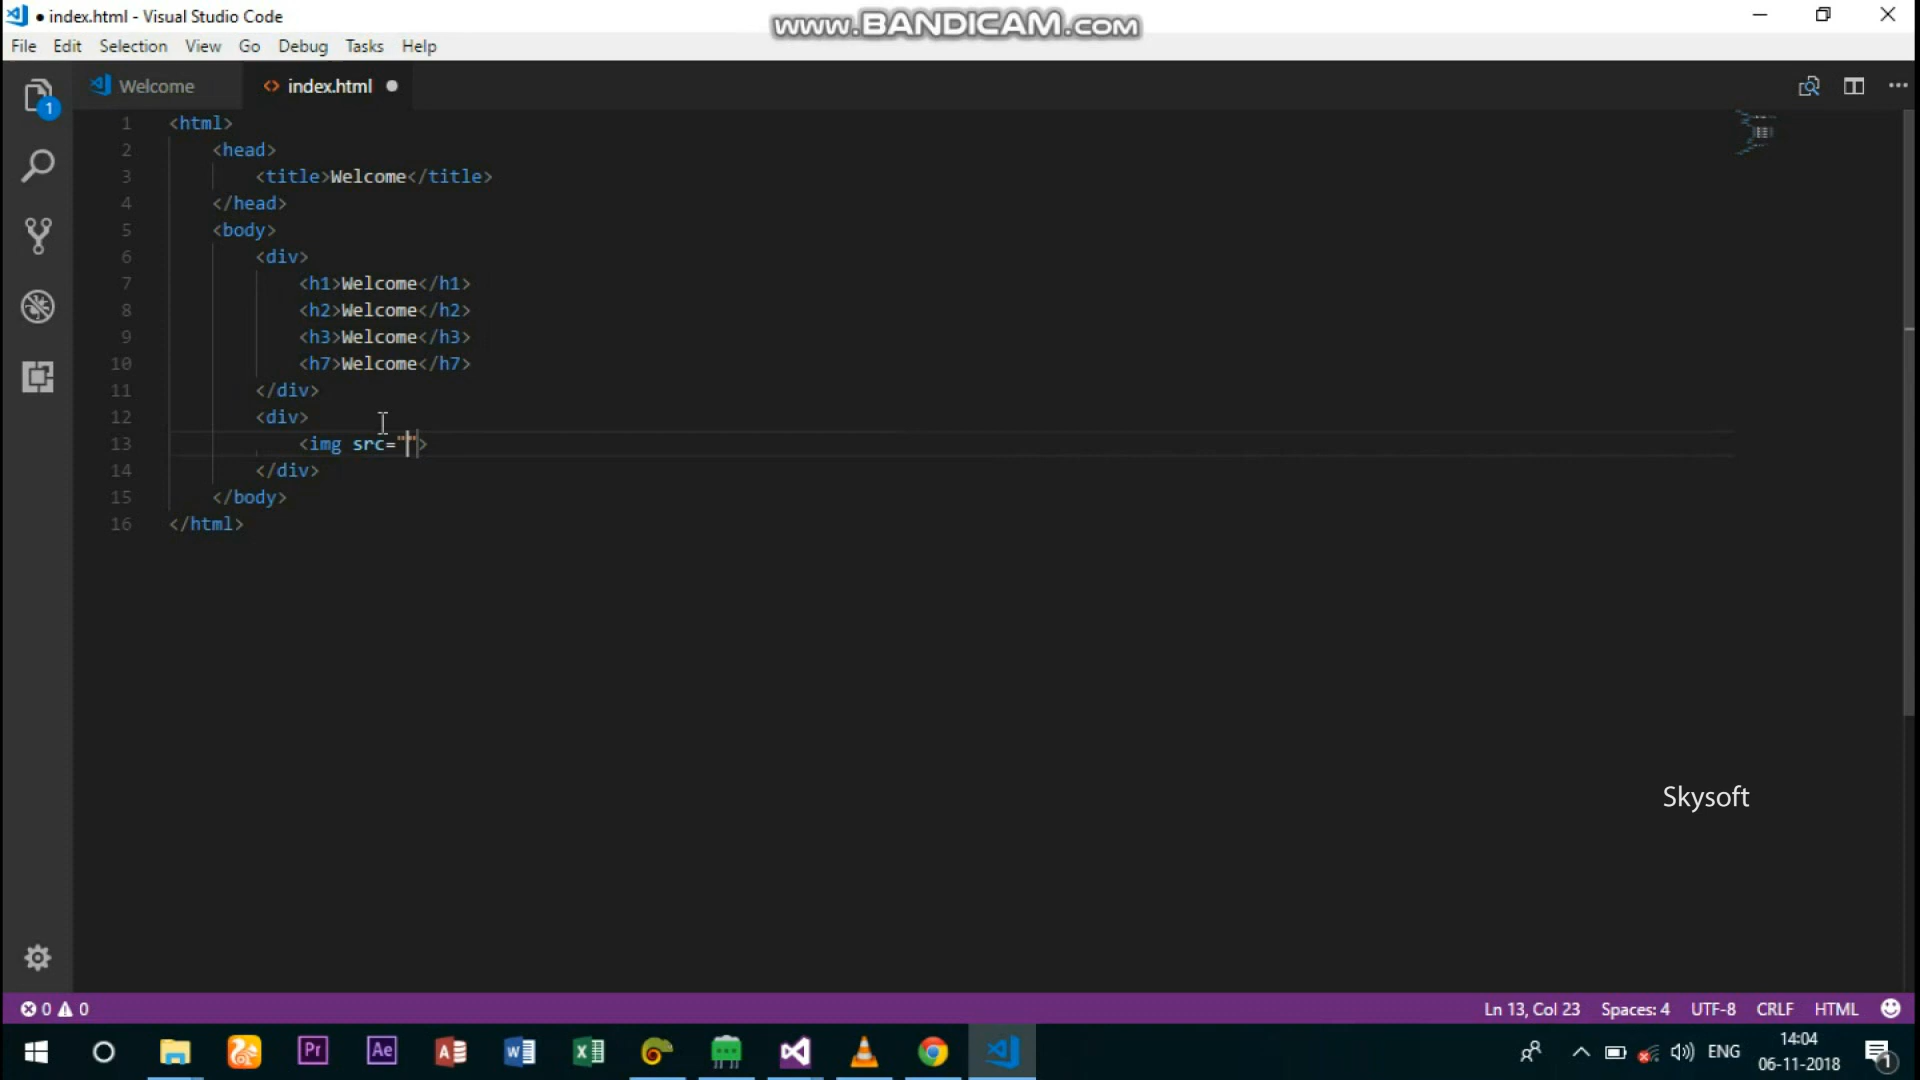 index.html - Visual Studio Code
www.BANDICAM.com
File Edit Selection View Go Debug Tasks Help
1
Welcome
<> index.html
1 <html>
2 <head>
3 <title>Welcome</title>
4 </head>
5 <body>
6 <div>
7 <h1>Welcome</h1>
8 <h2>Welcome</h2>
9 <h3>Welcome</h3>
10 <h7>Welcome</h7>
11 </div>
12 <div>
13 <img src="">
14 </div>
15 </body>
16 </html>
Skysoft
0 0 Ln 13, Col 23 Spaces: 4 UTF-8 CRLF HTML
Pr Ae A W X ENG 14:04
06-11-2018 1